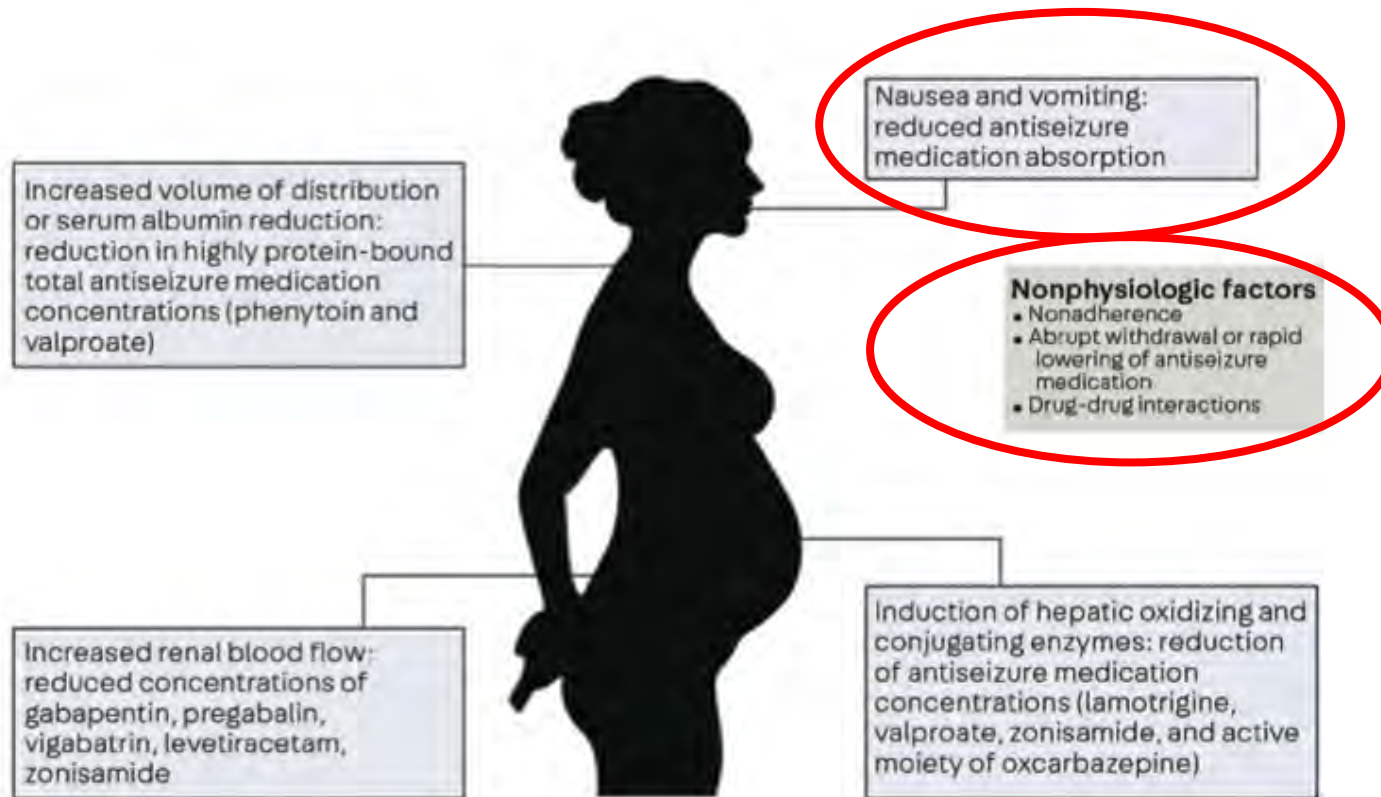 Nausea and vomiting:
reduced antiseizure
medication absorption
Increased volume of distribution
or serum albumin reduction:
reduction in highly protein-bound
total antiseizure medication
concentrations (phenytoin and
valproate)
Nonphysiologic factors
• Nonadherence
• Abrupt withdrawal or rapid
lowering of antiseizure
medication
• Drug-drug interactions
Increased renal blood flow:
reduced concentrations of
gabapentin, pregabalin,
vigabatrin, levetiracetam,
zonisamide
Induction of hepatic oxidizing and
conjugating enzymes: reduction
of antiseizure medication
concentrations (lamotrigine,
valproate, zonisamide, and active
moiety of oxcarbazepine)